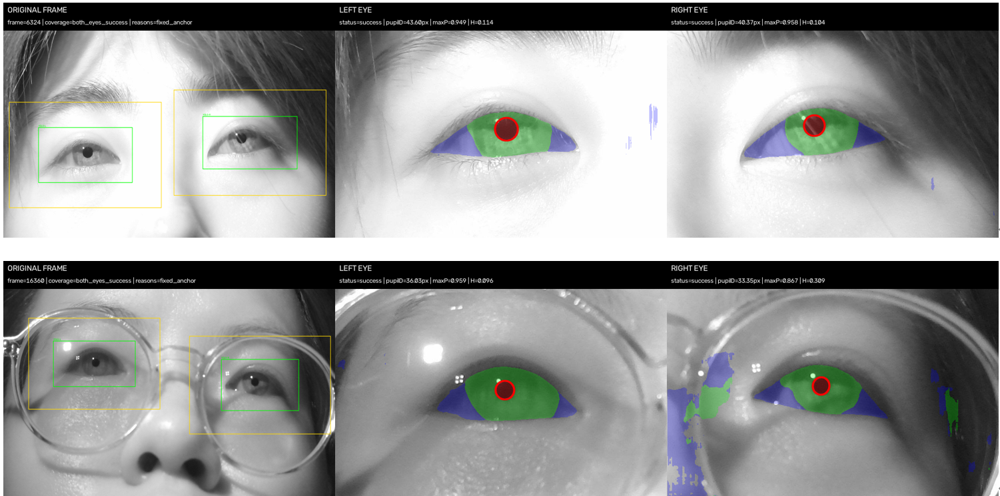 ORIGINAL FRAME
frame=6324 | coverage=both_eyes_success | reasons=fixed_anchor
LEFT EYE
status=success | pupilD=43.60px | maxP=0.949 | H=0.114
RIGHT EYE
status=success | pupilD=40.37px | maxP=0.958 | H=0.104
ORIGINAL FRAME
frame=16360 | coverage=both_eyes_success | reasons=fixed_anchor
LEFT EYE
status=success | pupilD=36.03px | maxP=0.959 | H=0.096
RIGHT EYE
status=success | pupilD=33.35px | maxP=0.867 | H=0.309